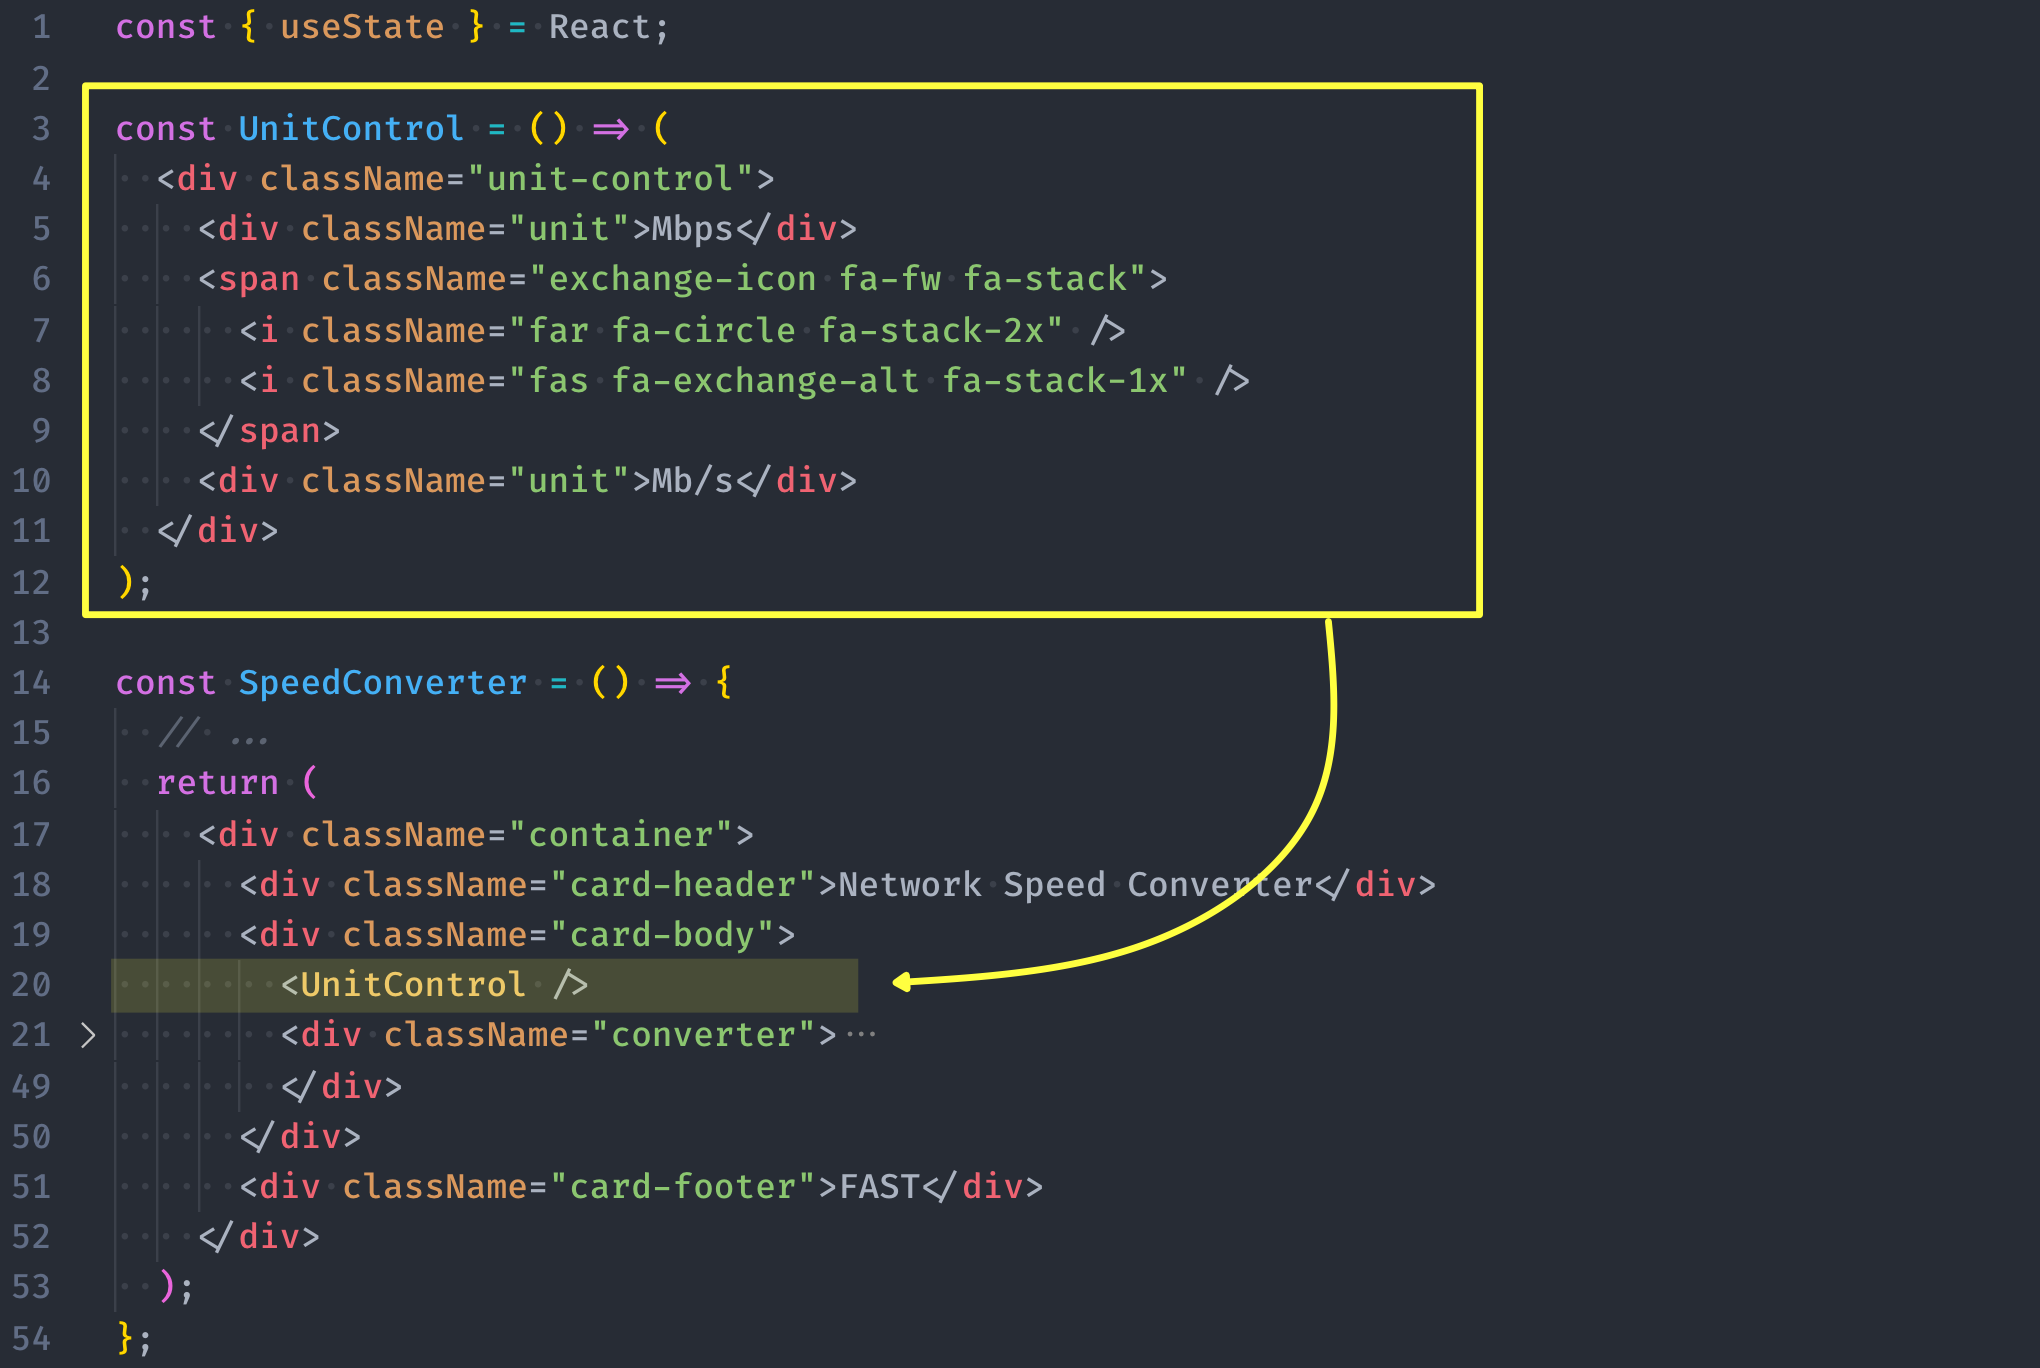 1 const { useState } = React;
2
3 const UnitControl = () => (
4   <div className="unit-control">
5     <div className="unit">Mbps</div>
6     <span className="exchange-icon fa-fw fa-stack">
7       <i className="far fa-circle fa-stack-2x" />
8       <i className="fas fa-exchange-alt fa-stack-1x" />
9     </span>
10     <div className="unit">Mb/s</div>
11   </div>
12 );
13
14 const SpeedConverter = () => {
15   // ...
16   return (
17     <div className="container">
18       <div className="card-header">Network Speed Converter</div>
19       <div className="card-body">
20         <UnitControl />
21 >         <div className="converter">...
49         </div>
50       </div>
51       <div className="card-footer">FAST</div>
52     </div>
53   );
54 };